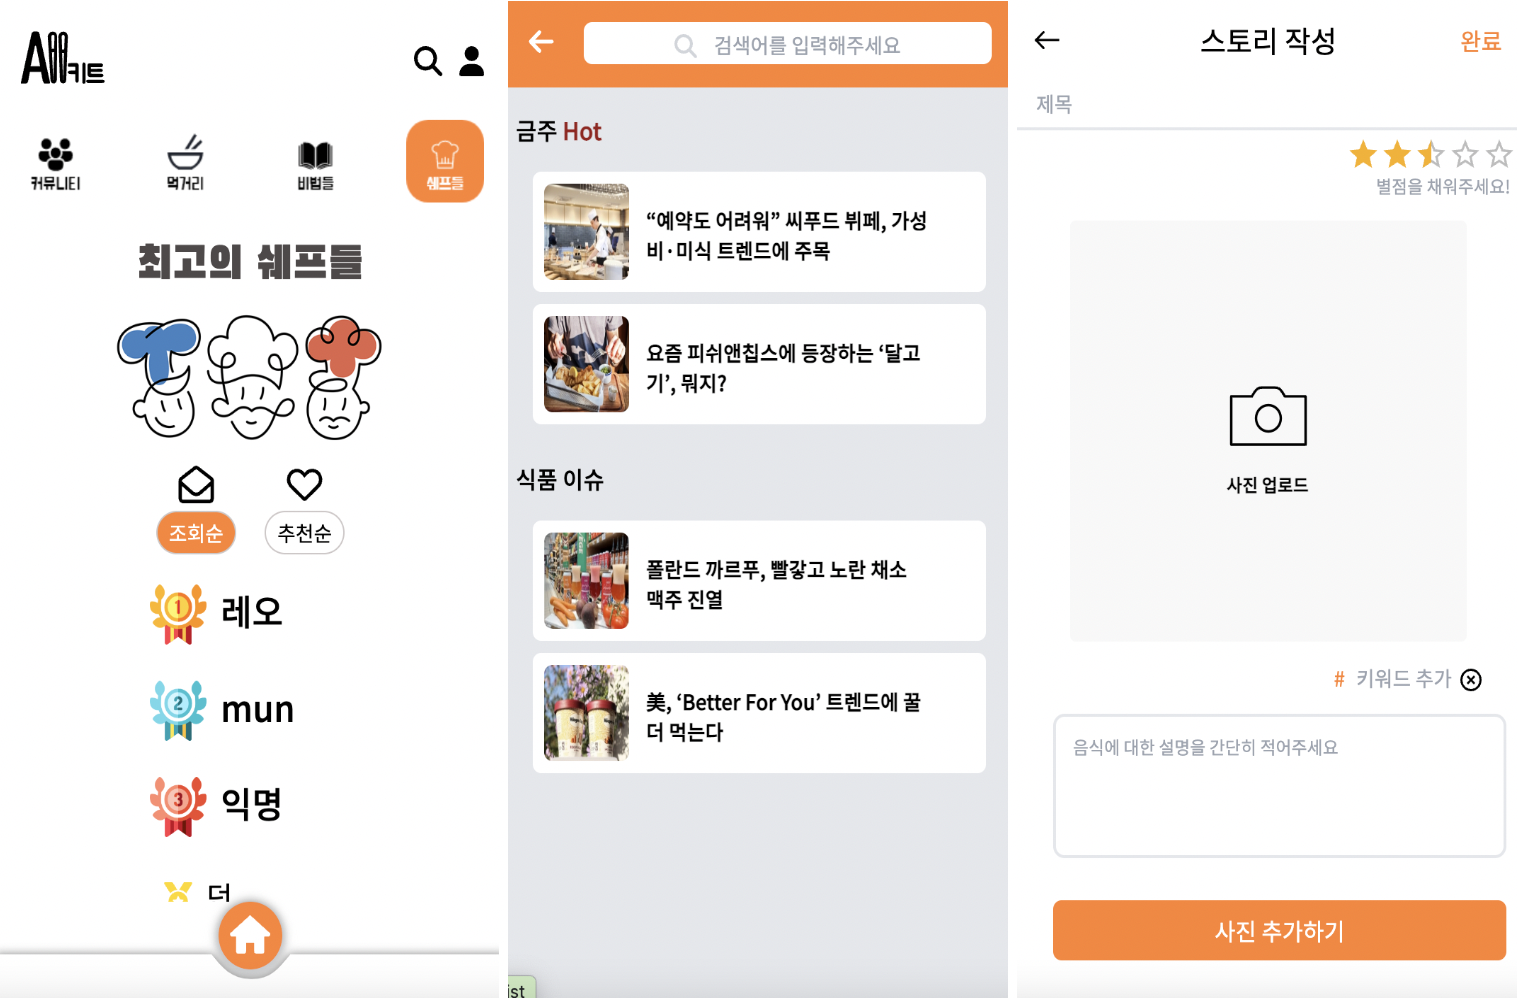 All키트
커뮤니티
먹거리
비법들
쉐프들
최고의 쉐프들
조회순
추천순
1
레오
2
mun
3
익명
더
검색어를 입력해주세요
금주 Hot
“예약도 어려워” 씨푸드 뷔페, 가성
비·미식 트렌드에 주목
요즘 피쉬앤칩스에 등장하는 ‘달고
기’, 뭐지?
식품 이슈
폴란드 까르푸, 빨갛고 노란 채소
맥주 진열
美, ‘Better For You’ 트렌드에 꿀
더 먹는다
ist
스토리 작성
완료
제목
별점을 채워주세요!
사진 업로드
# 키워드 추가
음식에 대한 설명을 간단히 적어주세요
사진 추가하기